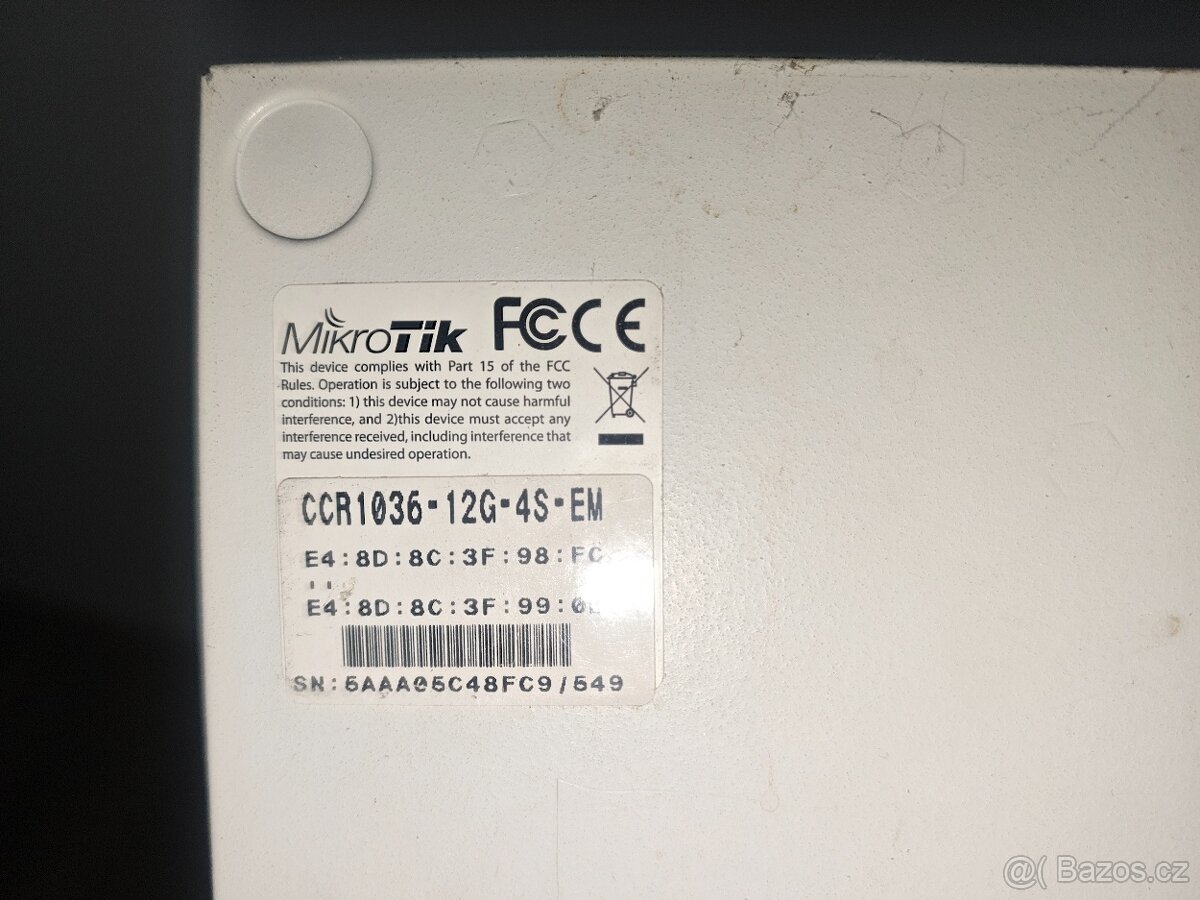 MikroTik FC CE
This device complies with Part 15 of the FCC
Rules. Operation is subject to the following two
conditions: 1) this device may not cause harmful
interference, and 2)this device must accept any
interference received, including interference that
may cause undesired operation.
CCR1036-12G-4S-EM
E4:8D:8C:3F:98:FC
E4:8D:8C:3F:99:
SN:5AAA05C48FC9/549
@( Bazos.cz